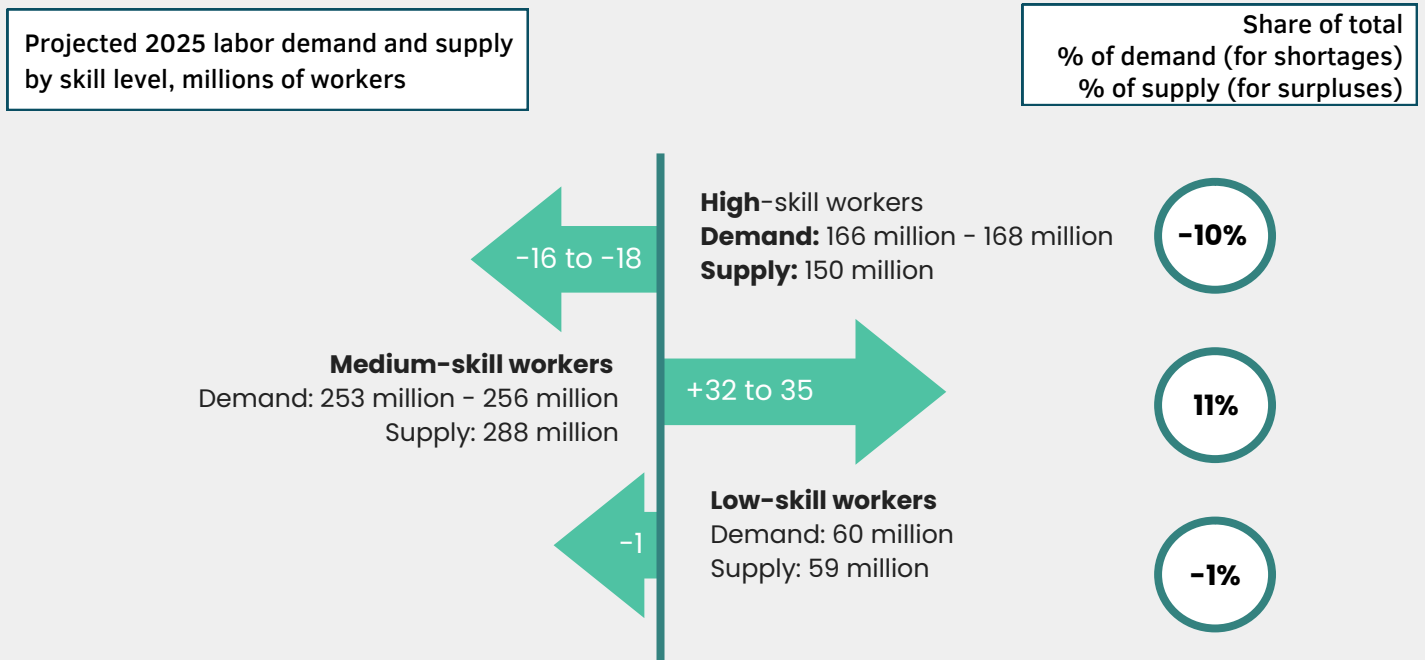 Projected 2025 labor demand and supply
by skill level, millions of workers
Share of total
% of demand (for shortages)
% of supply (for surpluses)
-16 to -18
High-skill workers
Demand: 166 million - 168 million
Supply: 150 million
-10%
Medium-skill workers
Demand: 253 million - 256 million
Supply: 288 million
+32 to 35
11%
-1
Low-skill workers
Demand: 60 million
Supply: 59 million
-1%